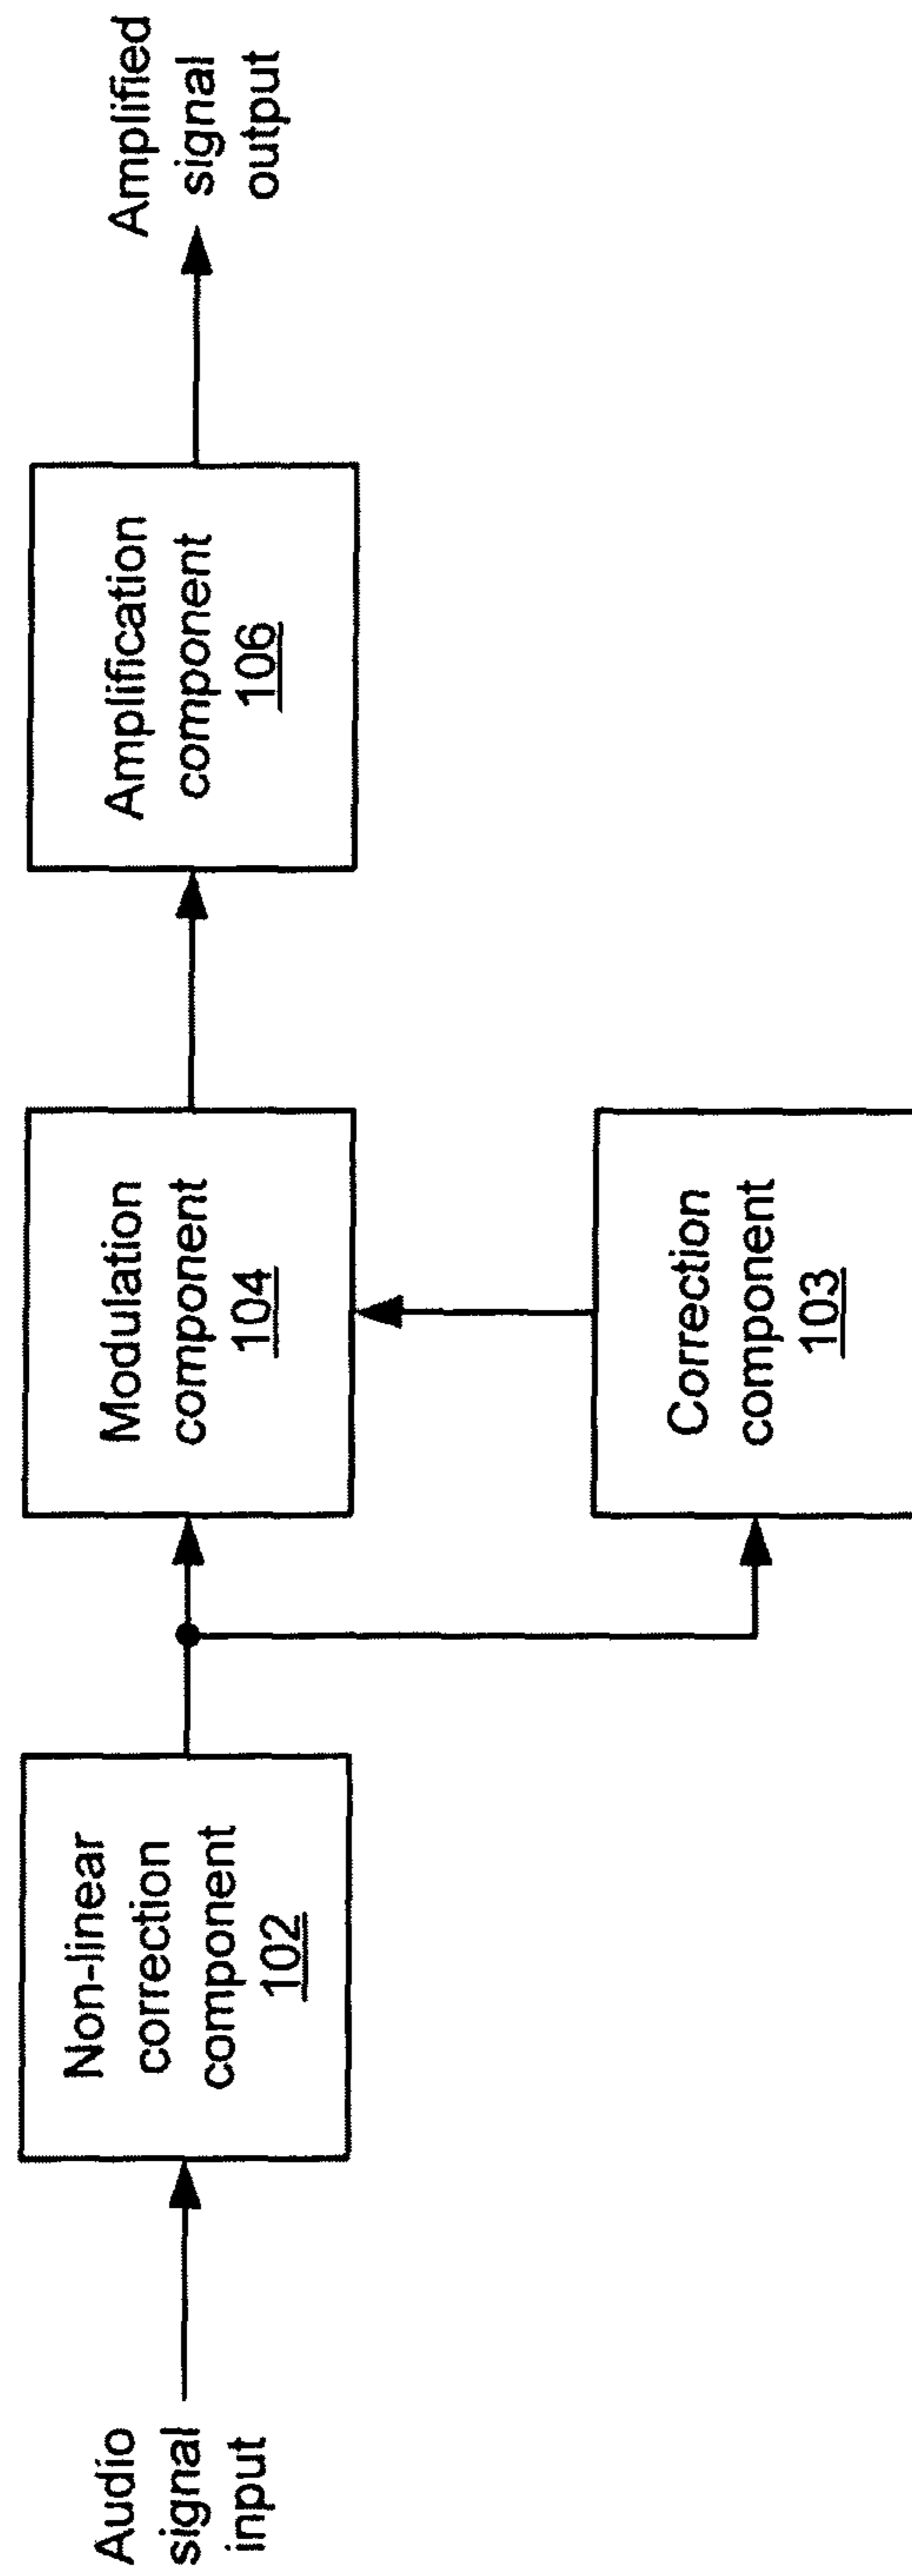 Audio
signal
input
Non-linear
correction
component
102
Modulation
component
104
Correction
component
103
Amplification
component
106
Amplified
signal
output